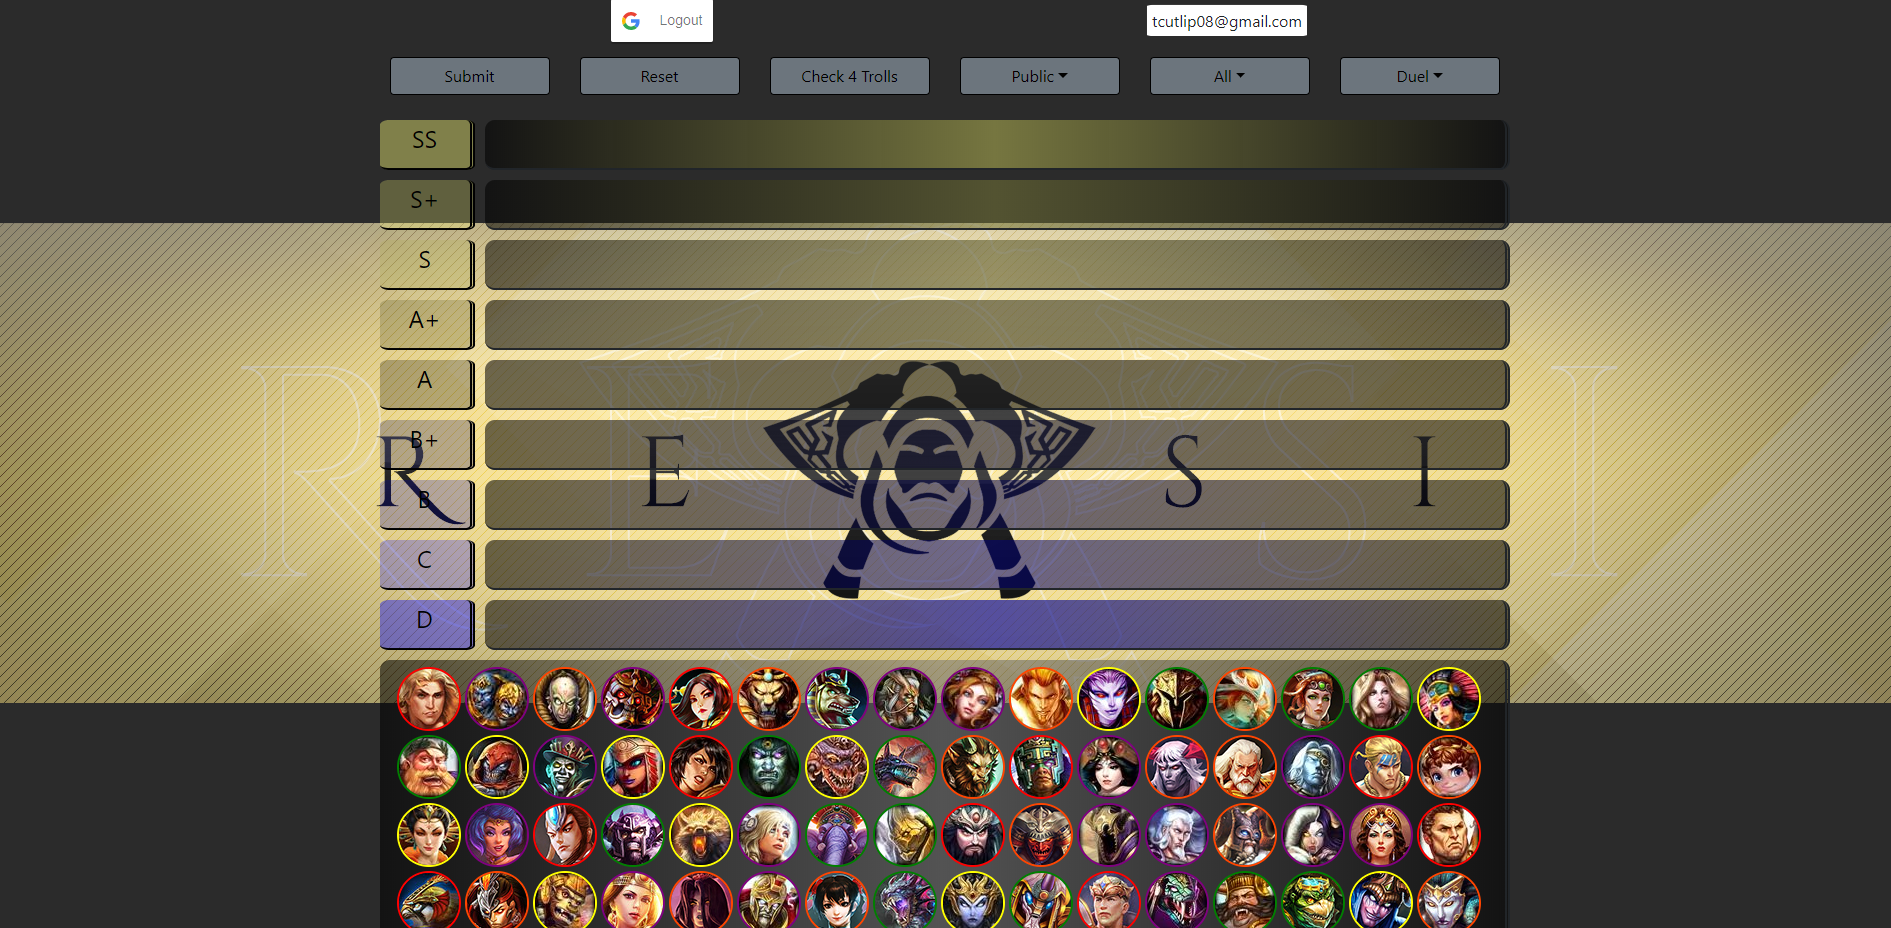 Logout
tcutlip08@gmail.com
Submit
Reset
Check 4 Trolls
Public
All
Duel
SS
S+
S
A+
A
B+
B
C
D
R E S I
R E S I